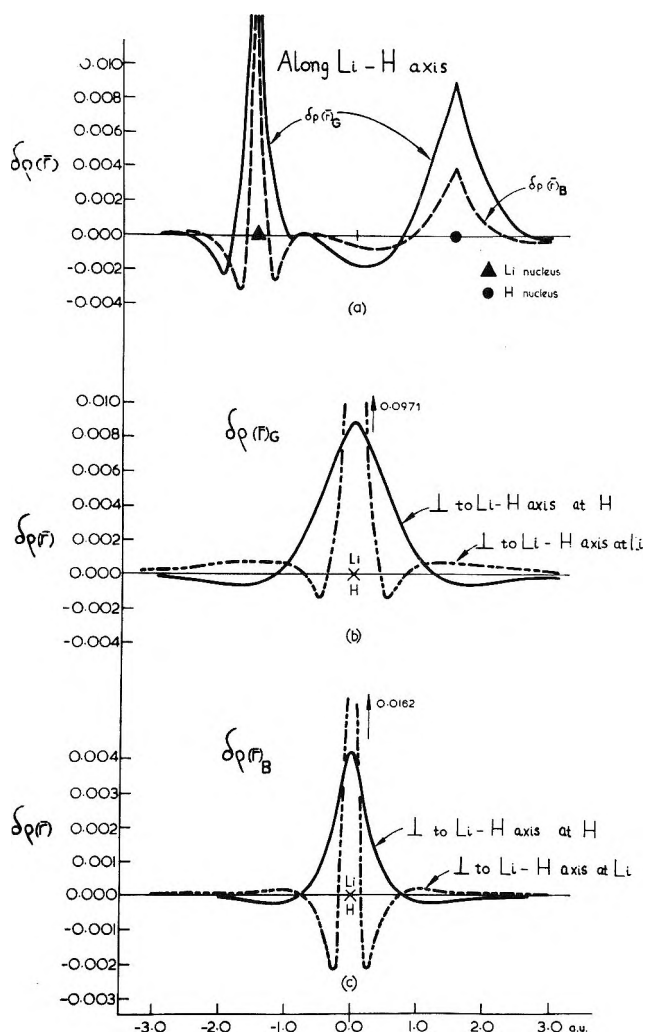 0.010
Along Li - H axis
0.008
δρ(r̄)G
0.006
0.004
δρ(r̄)
δρ(r̄)B
0.002
0.000
-0.002
Li nucleus
-0.004
H nucleus
(a)
0.010
0.0971
0.008
δρ(r̄)G
0.006
0.004
⊥ to Li-H axis at H
δρ(r̄)
0.002
⊥ to Li-H axis at Li
Li
0.000
H
-0.002
-0.004
(b)
0.0162
δρ(r̄)B
0.004
0.003
δρ(r̄)
0.002
⊥ to Li-H axis at H
0.001
⊥ to Li-H axis at Li
Li
0.000
H
-0.001
-0.002
(c)
-0.003
-3.0 -2.0 -1.0 0.0 1.0 2.0 3.0 a.u.